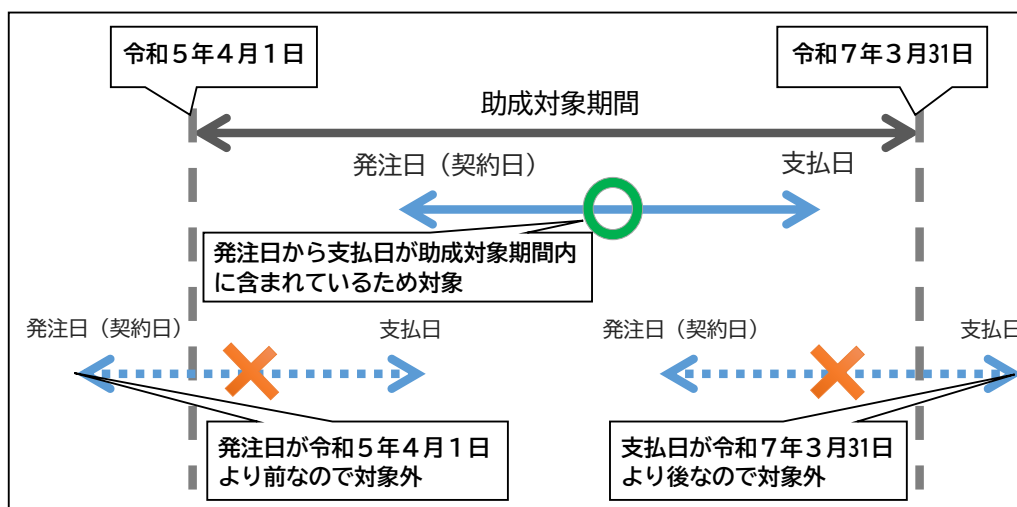 令和５年４月１日
令和７年３月31日
助成対象期間
発注日（契約日）
支払日
発注日から支払日が助成対象期間内
に含まれているため対象
発注日（契約日）
支払日
発注日（契約日）
支払日
発注日が令和５年４月１日
より前なので対象外
支払日が令和７年３月31日
より後なので対象外